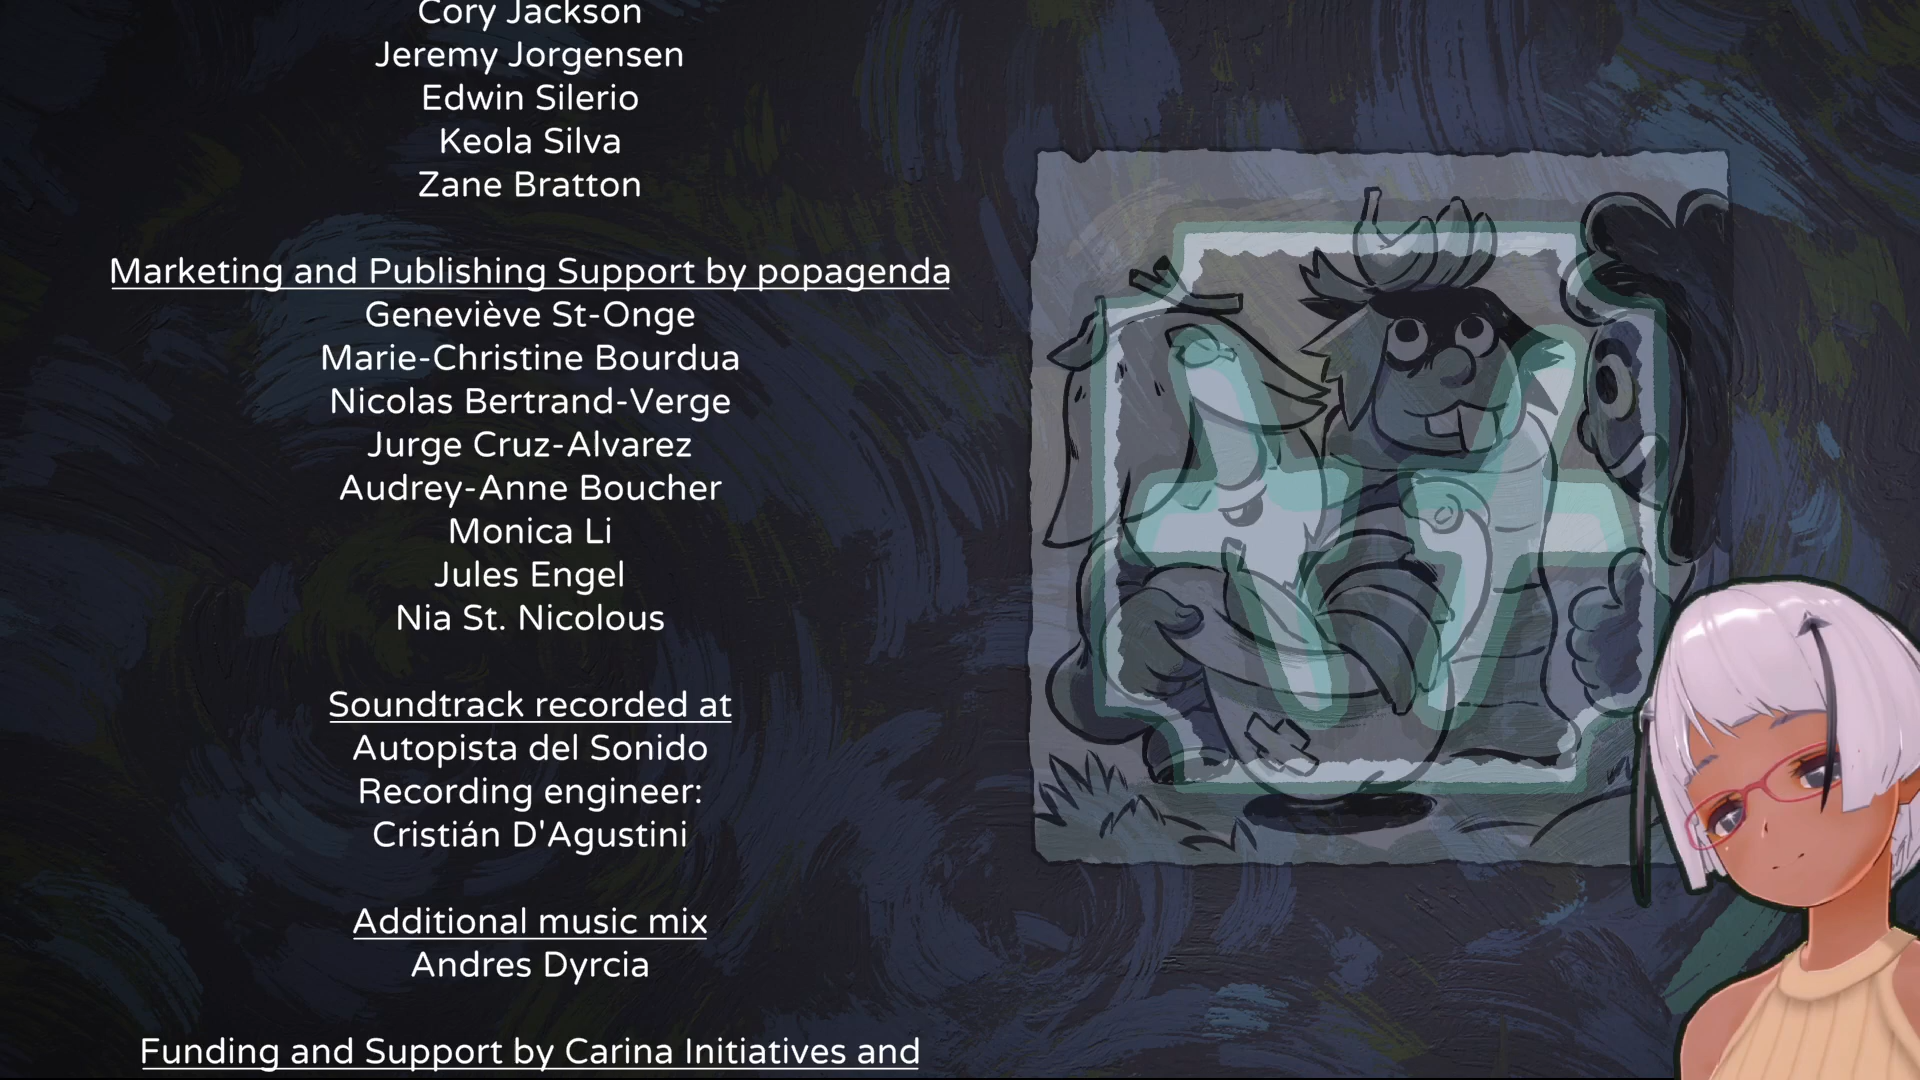 Cory Jackson
Jeremy Jorgensen
Edwin Silerio
Keola Silva
Zane Bratton
Marketing and Publishing Support by popagenda
Geneviève St-Onge
Marie-Christine Bourdua
Nicolas Bertrand-Verge
Jurge Cruz-Alvarez
Audrey-Anne Boucher
Monica Li
Jules Engel
Nia St. Nicolous
Soundtrack recorded at
Autopista del Sonido
Recording engineer:
Cristián D'Agustini
Additional music mix
Andres Dyrcia
Funding and Support by Carina Initiatives and